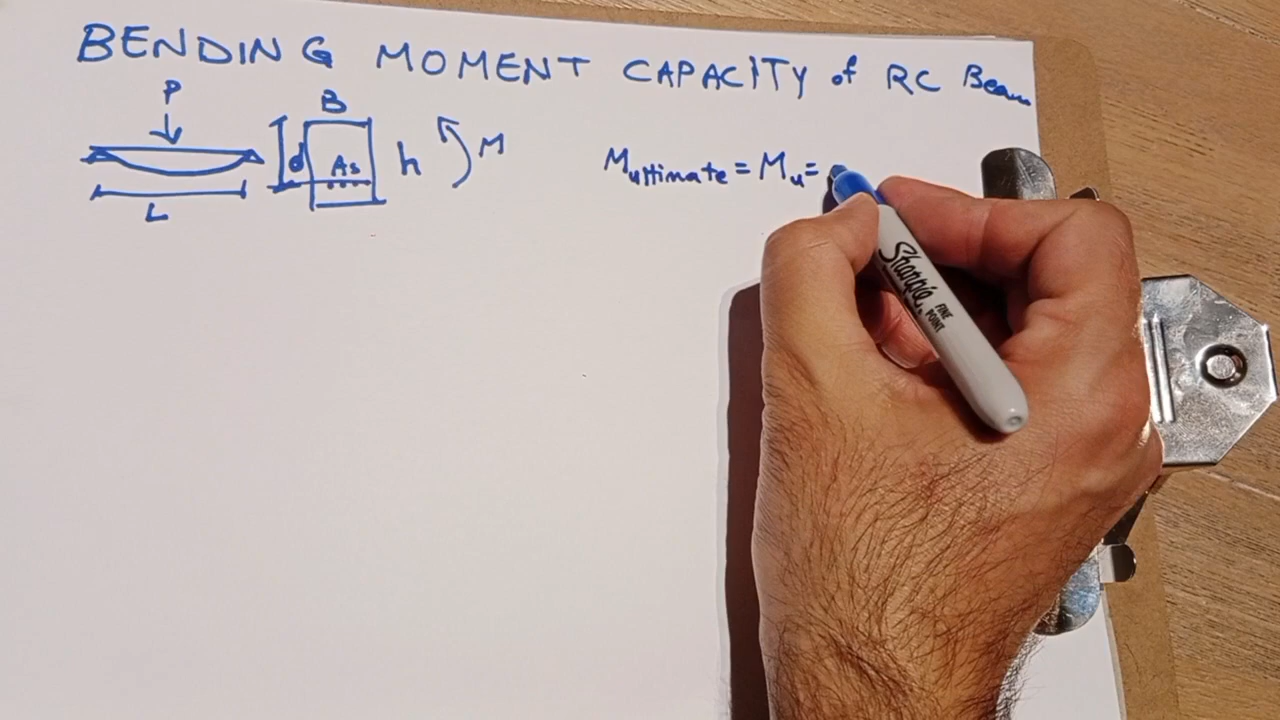 BENDING MOMENT CAPACITY of RC Beam
P
B
d
As
h
M
L
Multimate = Mu =
Sharpie.
FINE
POINT